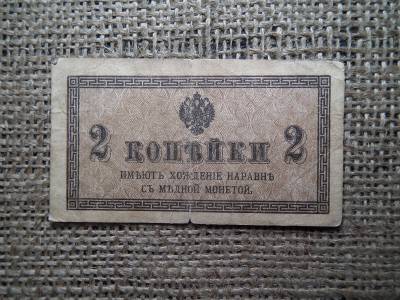 2 КОПѢЙКИ 2
ИМѢЮТЪ ХОЖДЕНІЕ НАРАВНѢ
СЪ МѢДНОЙ МОНЕТОЙ.